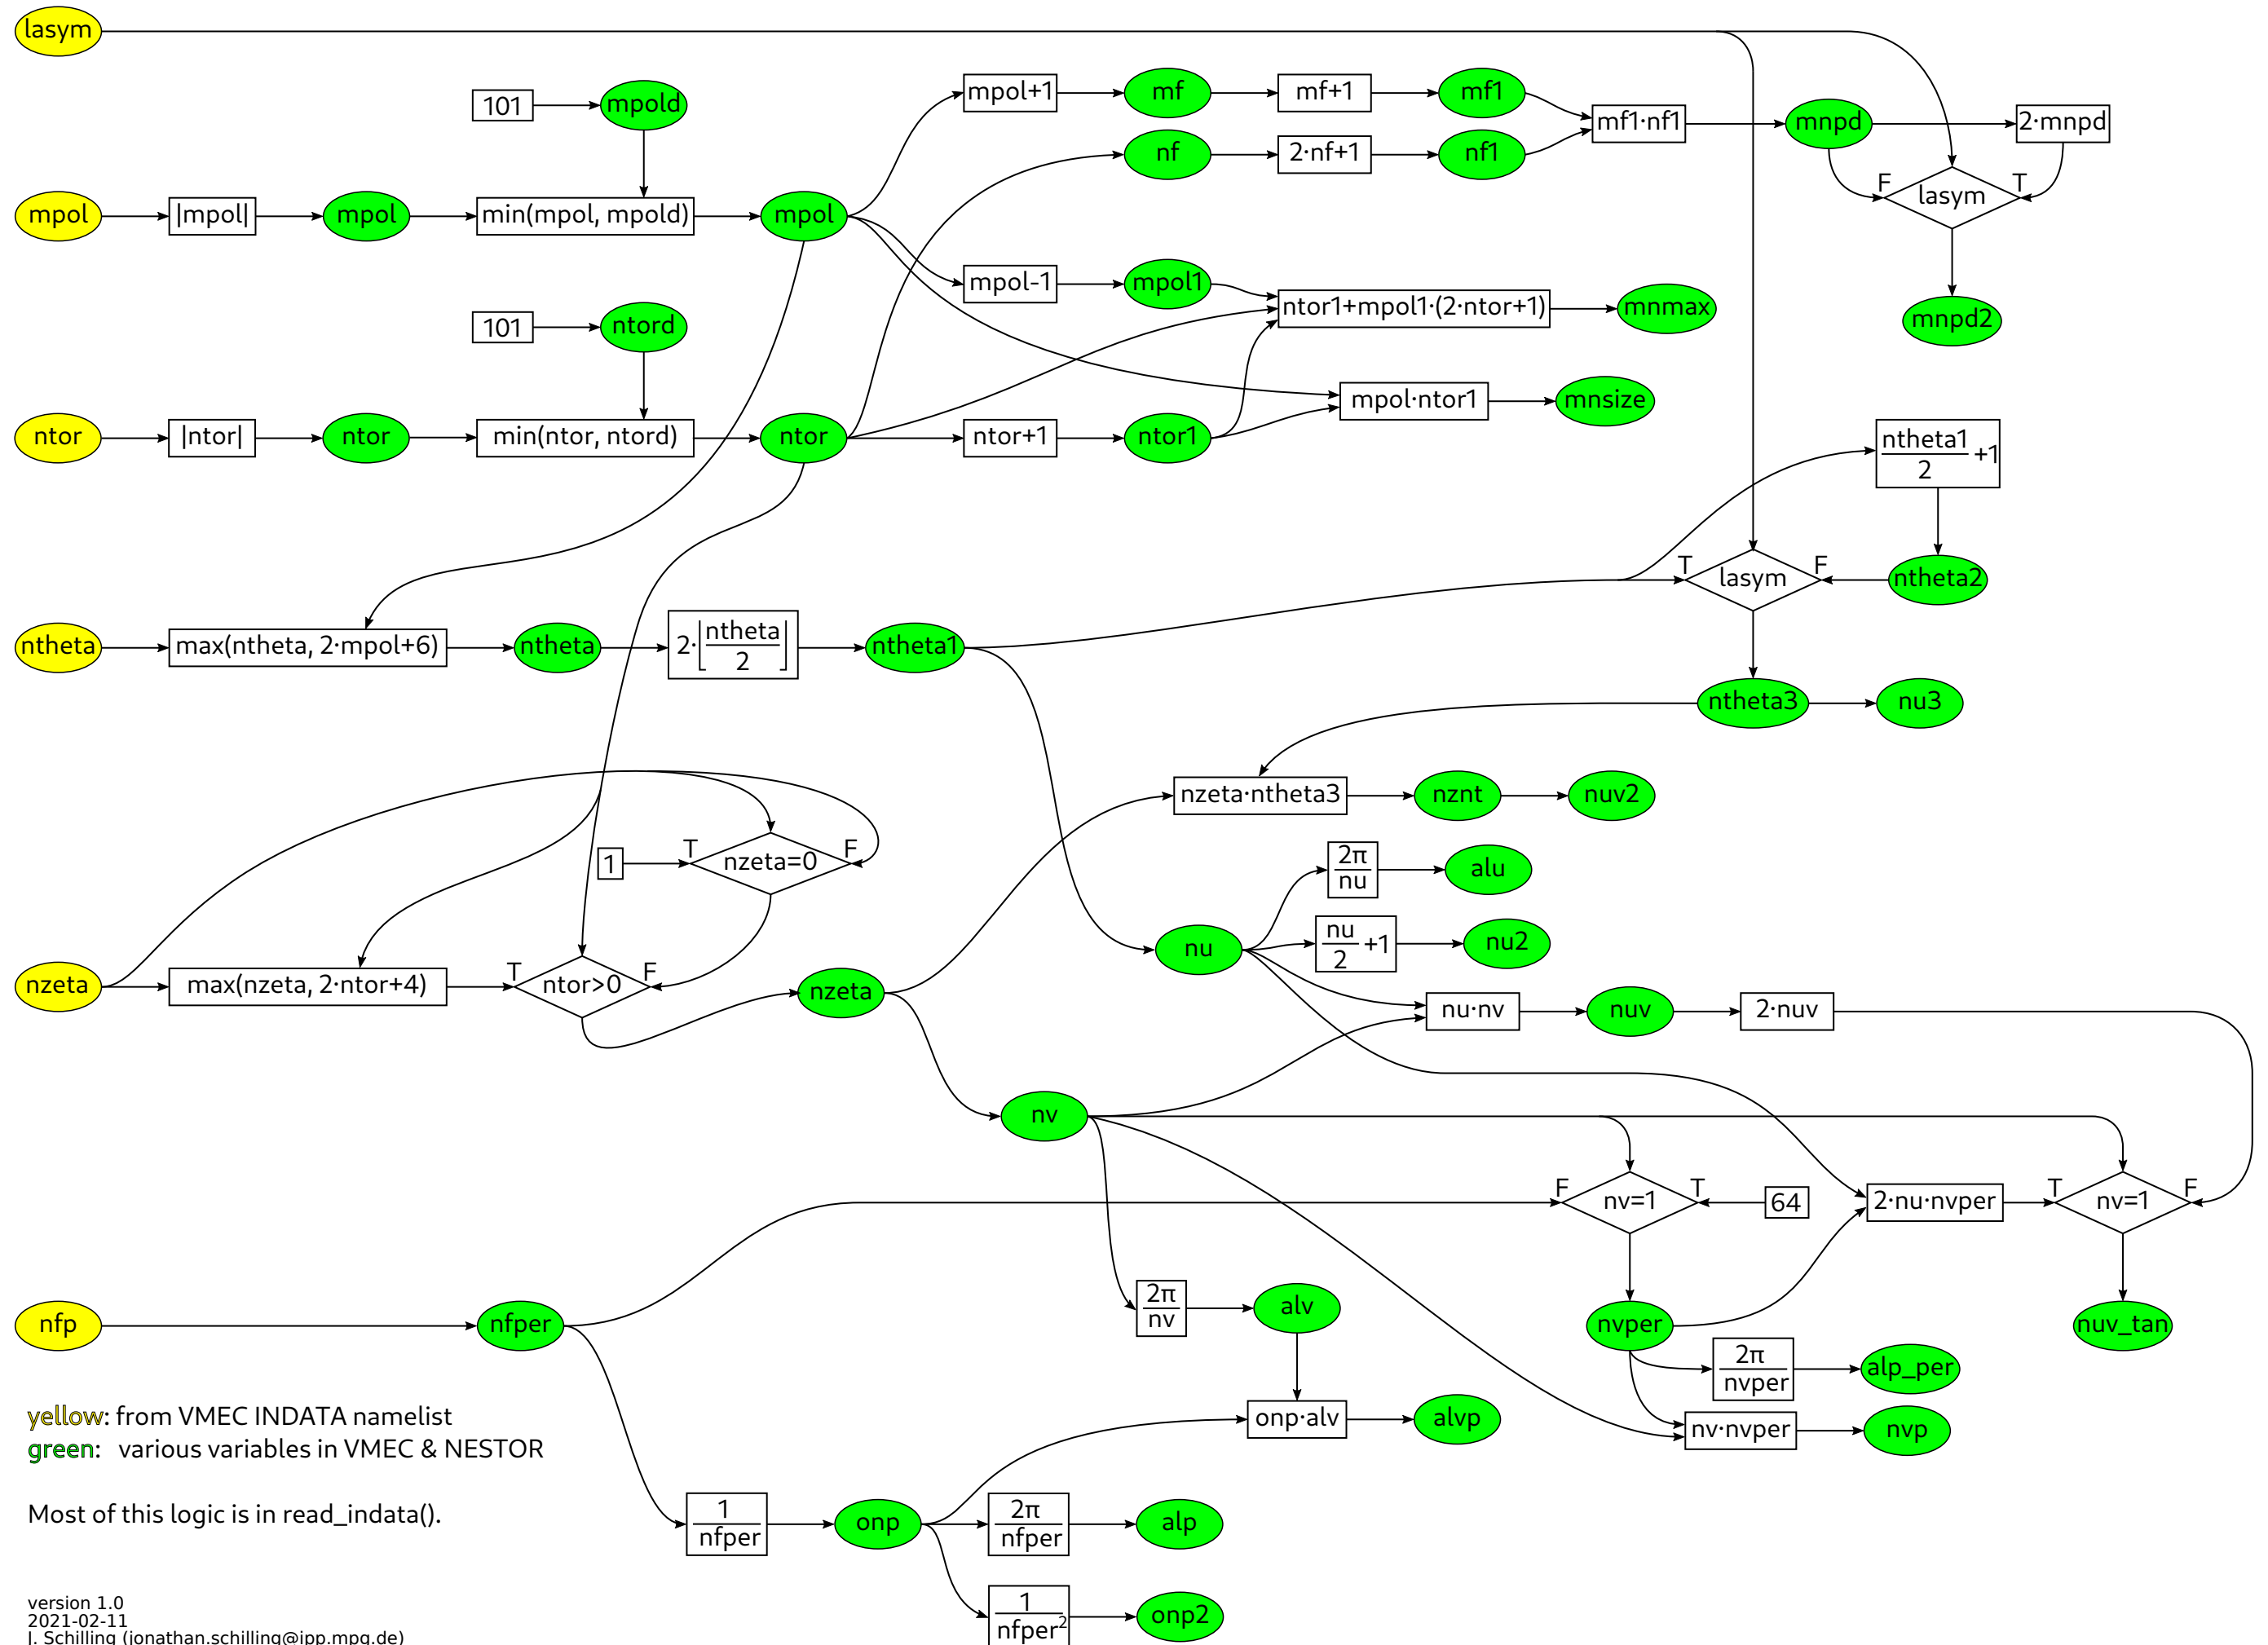 lasym
101
mpold
mpol+1
mf
mf+1
mf1
mf1·nf1
mnpd
2·mnpd
nf
2·nf+1
nf1
F
lasym
T
mpol
|mpol|
mpol
min(mpol, mpold)
mpol
mpol-1
mpol1
ntor1+mpol1·(2·ntor+1)
mnmax
mnpd2
101
ntord
mpol·ntor1
mnsize
ntor
|ntor|
ntor
min(ntor, ntord)
ntor
ntor+1
ntor1
ntheta1
2
+1
T
lasym
F
ntheta2
ntheta
max(ntheta, 2·mpol+6)
ntheta
2·⌊ntheta
2⌋
ntheta1
ntheta3
nu3
nzeta·ntheta3
nznt
nuv2
1
T
nzeta=0
F
2π
nu
alu
nu
nu
2
+1
nu2
nzeta
max(nzeta, 2·ntor+4)
T
ntor>0
F
nzeta
nu·nv
nuv
2·nuv
nv
F
nv=1
T
64
2·nu·nvper
T
nv=1
F
nfp
nfper
2π
nv
alv
nvper
nuv_tan
2π
nvper
alp_per
onp·alv
alvp
nv·nvper
nvp
yellow: from VMEC INDATA namelist
green: various variables in VMEC & NESTOR
Most of this logic is in read_indata().
1
nfper
onp
2π
nfper
alp
1
nfper²
onp2
version 1.0
2021-02-11
J. Schilling (jonathan.schilling@ipp.mpg.de)